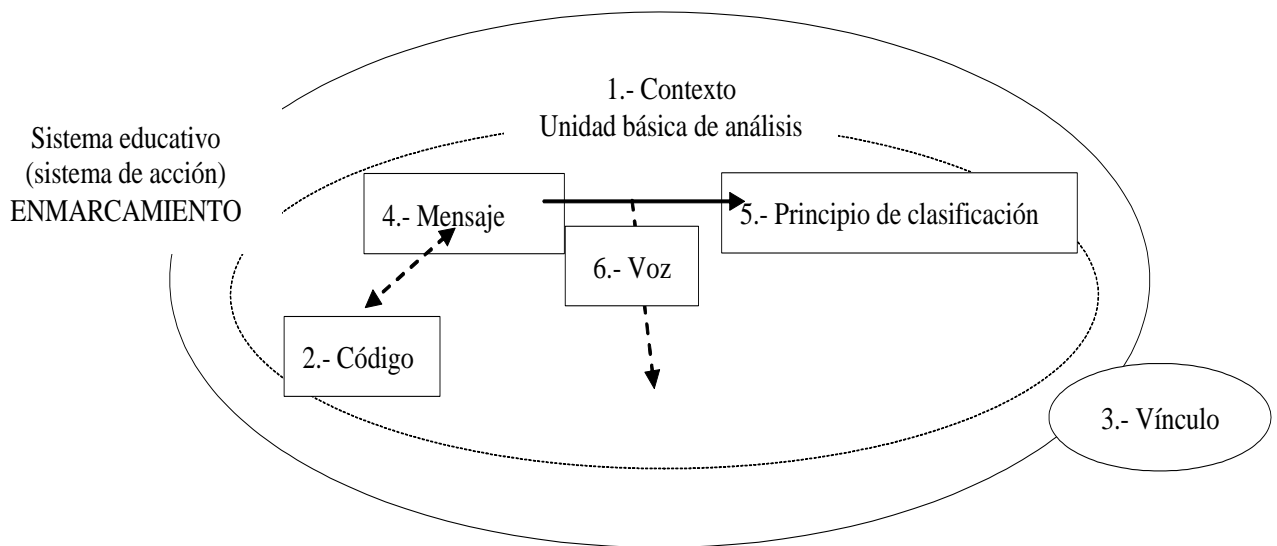 1.- Contexto
Unidad básica de análisis
Sistema educativo
(sistema de acción)
ENMARCAMIENTO
4.- Mensaje
5.- Principio de clasificación
6.- Voz
2.- Código
3.- Vínculo